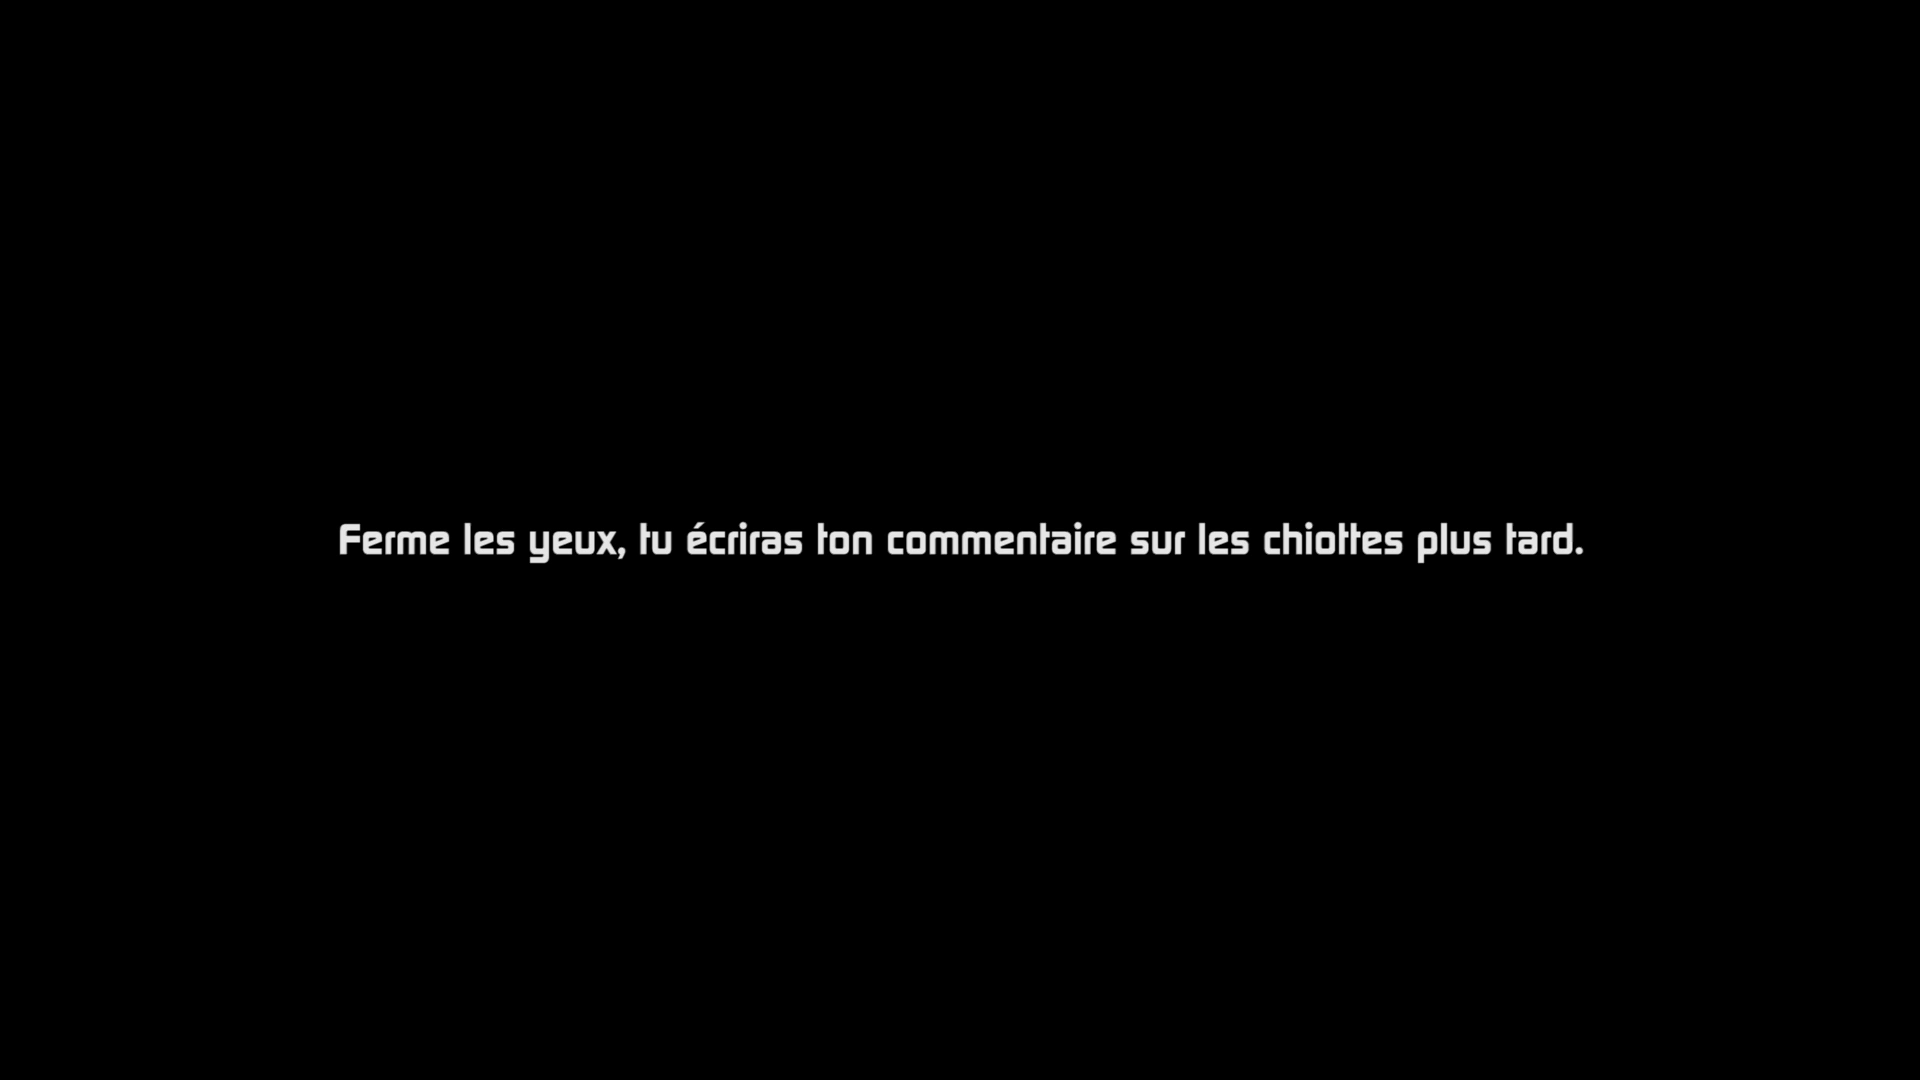 Ferme les yeux, tu écriras ton commentaire sur les chiottes plus tard.